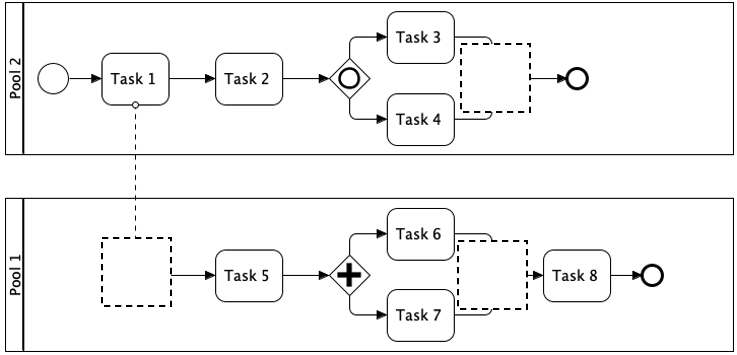 Pool 2
Task 1
Task 2
Task 3
Task 4
Pool 1
Task 5
Task 6
Task 7
Task 8